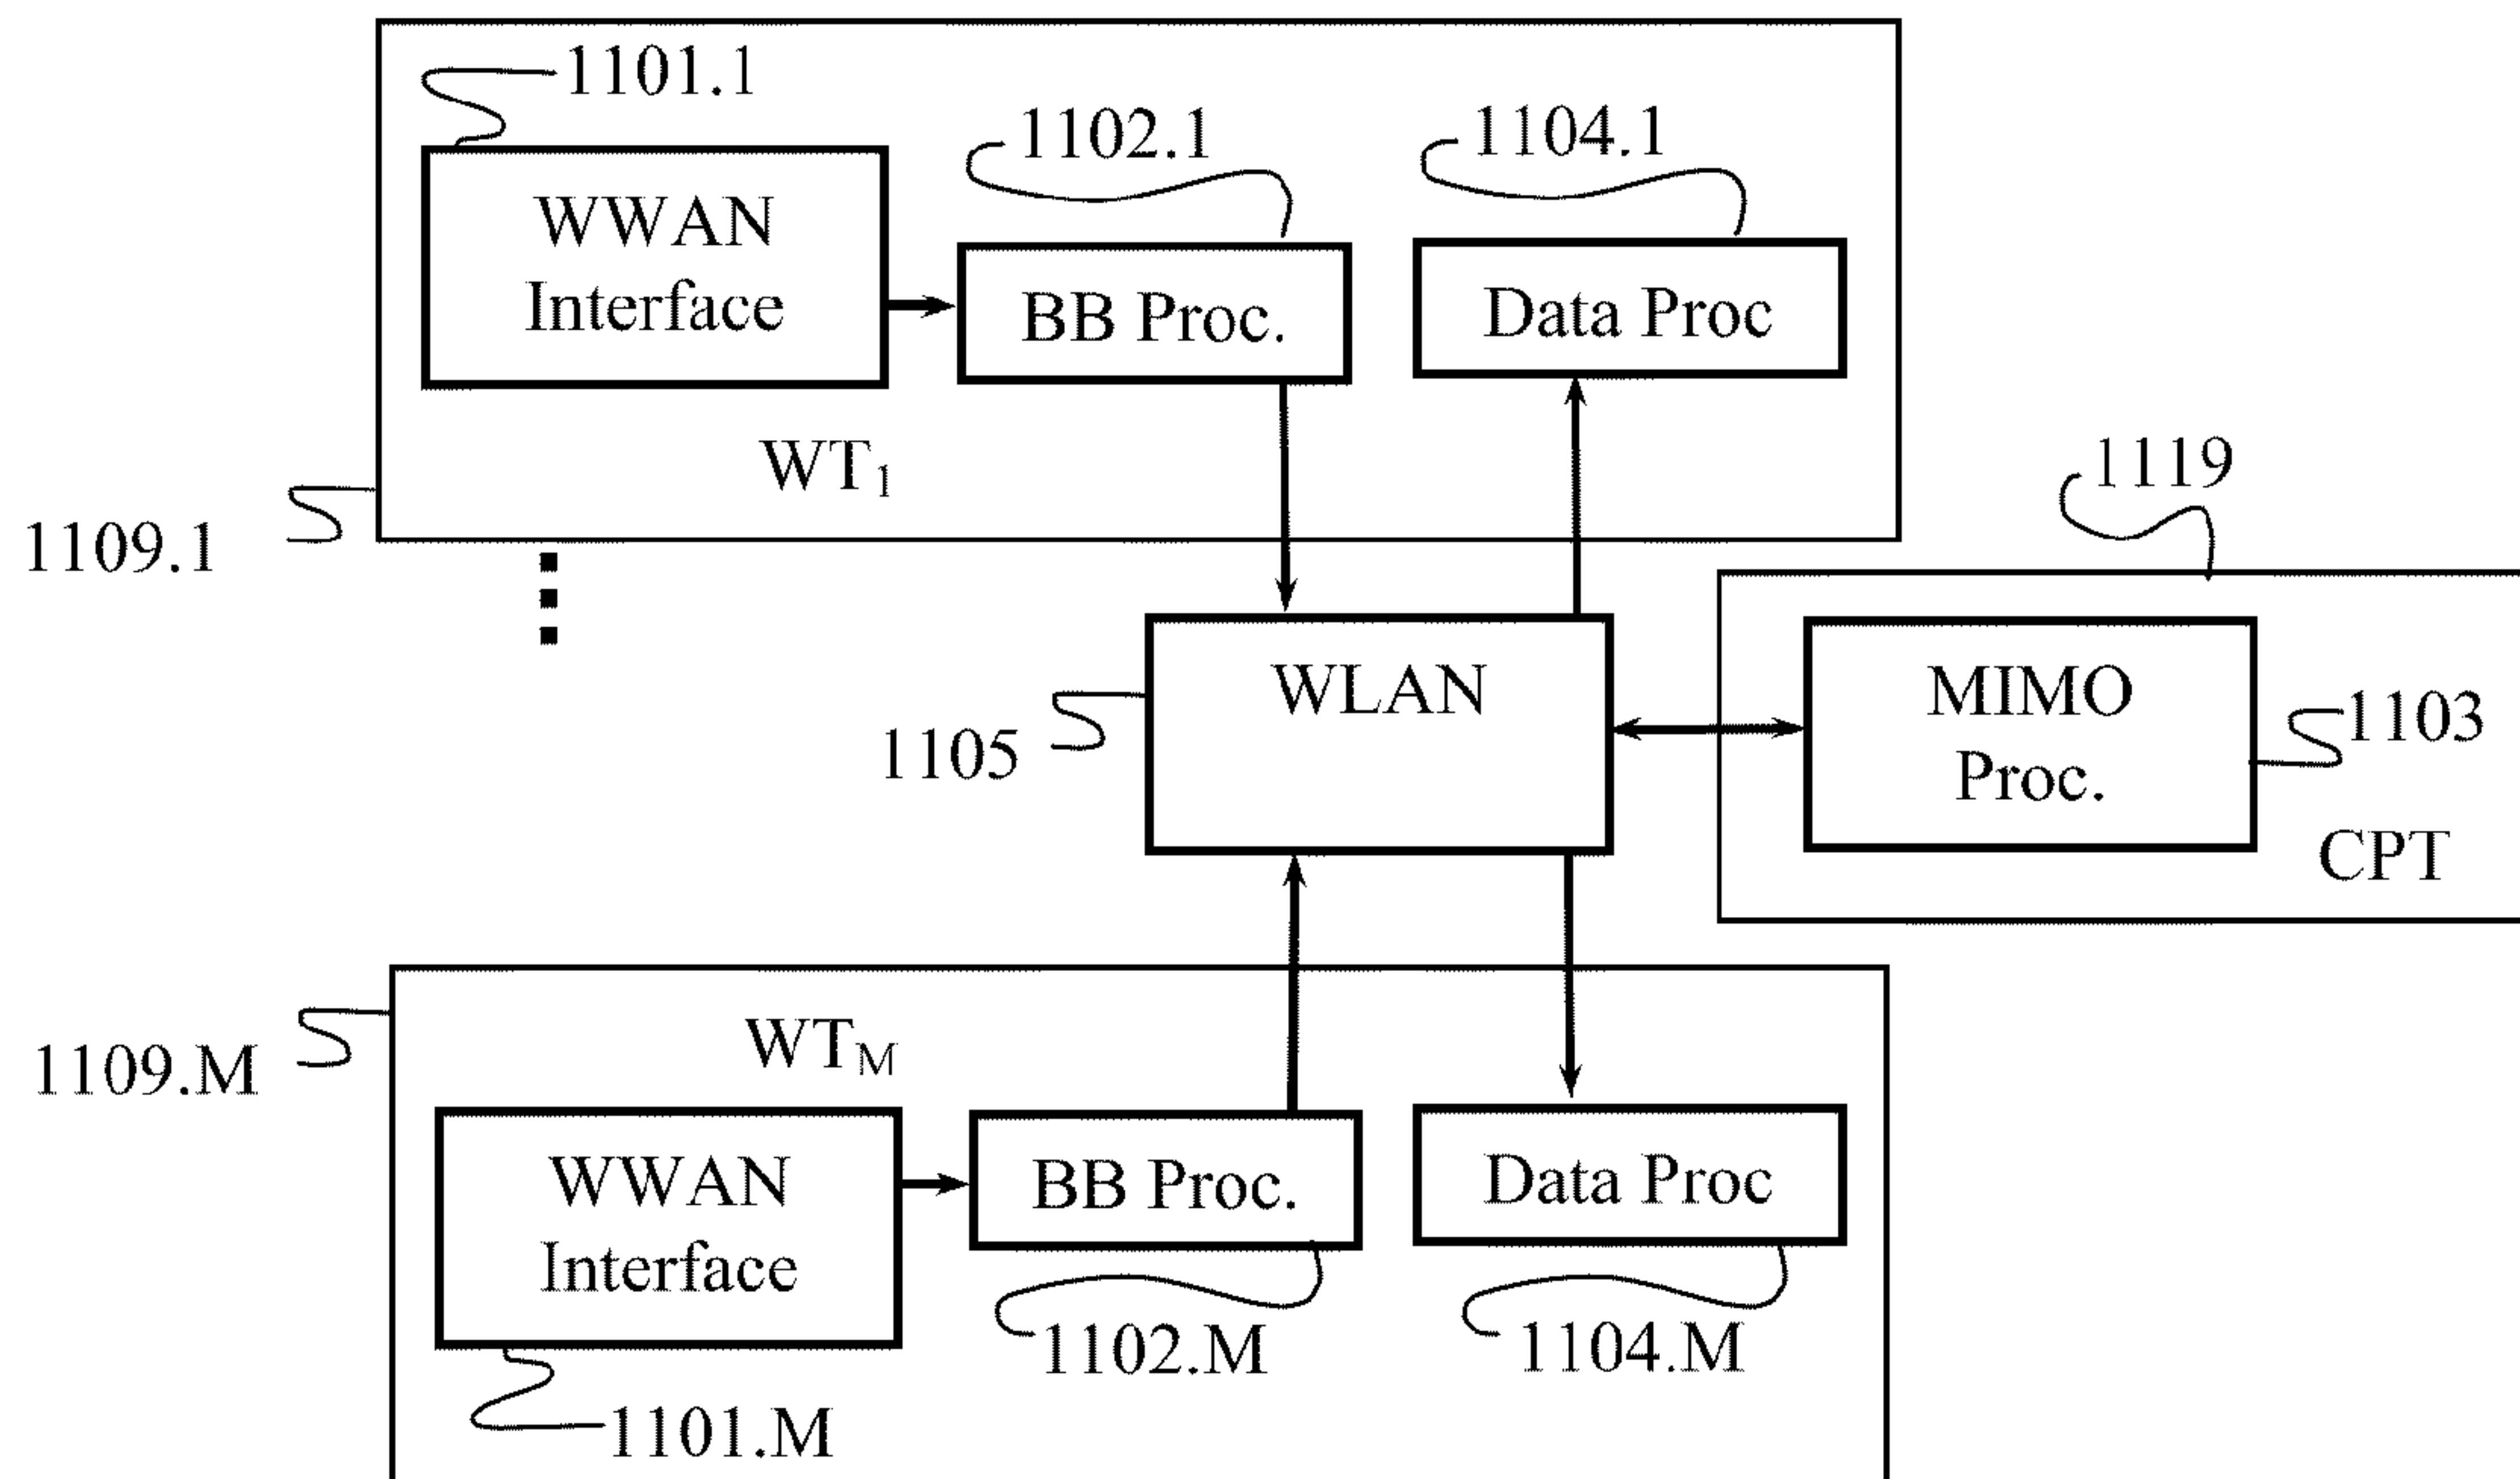 1101.1
1102.1
1104.1
WWAN
Interface
BB Proc.
Data Proc
WT1
1109.1
1119
WLAN
MIMO
Proc.
1103
1105
CPT
WTM
1109.M
WWAN
Interface
BB Proc.
Data Proc
1102.M
1104.M
1101.M